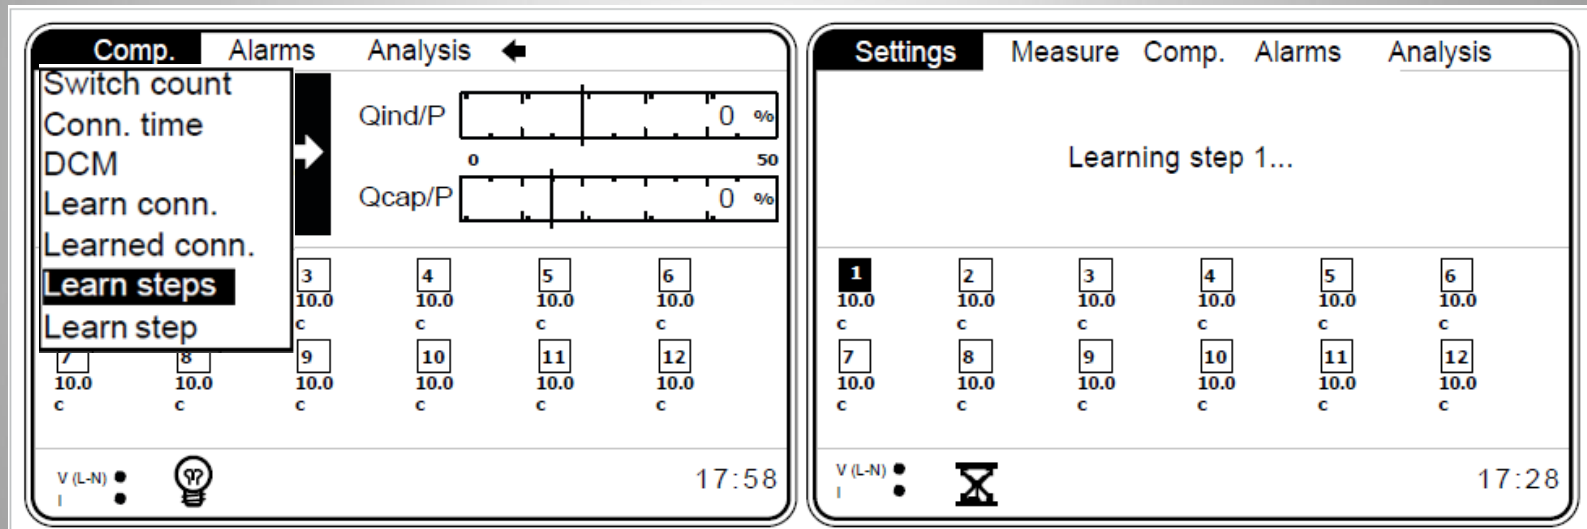 Comp. Alarms Analysis
Switch count
Conn. time
DCM
Learn conn.
Learned conn.
Learn steps
Learn step
Qind/P 0 %
0 50
Qcap/P 0 %
3 4 5 6
10.0 10.0 10.0 10.0
c c c c
7 8 9 10 11 12
10.0 10.0 10.0 10.0 10.0 10.0
c c c c c c
V (L-N)
I
17:58
Settings Measure Comp. Alarms Analysis
Learning step 1...
1 2 3 4 5 6
10.0 10.0 10.0 10.0 10.0 10.0
c c c c c c
7 8 9 10 11 12
10.0 10.0 10.0 10.0 10.0 10.0
c c c c c c
V (L-N)
I
17:28